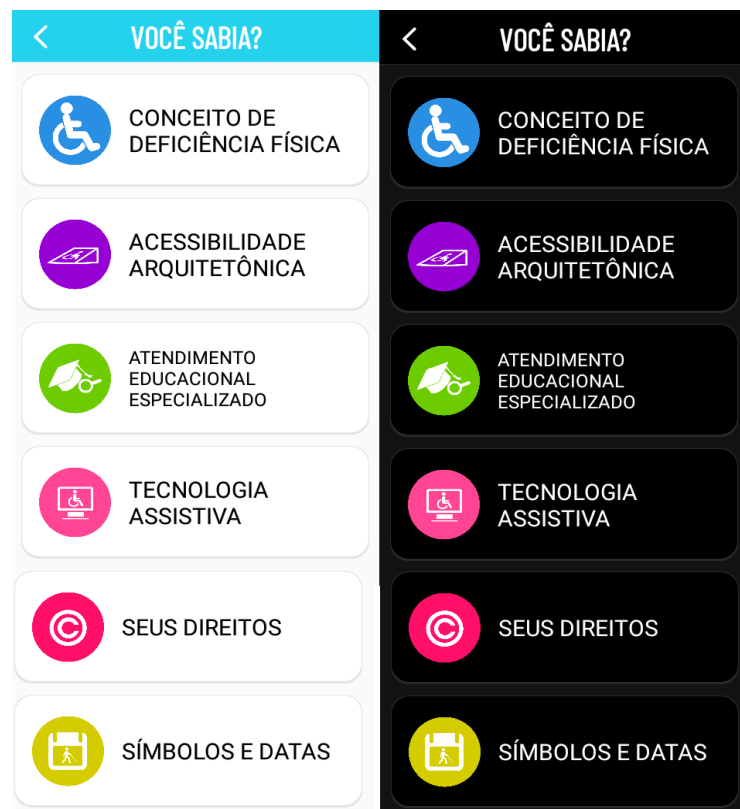 VOCÊ SABIA?
CONCEITO DE
DEFICIÊNCIA FÍSICA
ACESSIBILIDADE
ARQUITETÔNICA
ATENDIMENTO
EDUCACIONAL
ESPECIALIZADO
TECNOLOGIA
ASSISTIVA
SEUS DIREITOS
SÍMBOLOS E DATAS
VOCÊ SABIA?
CONCEITO DE
DEFICIÊNCIA FÍSICA
ACESSIBILIDADE
ARQUITETÔNICA
ATENDIMENTO
EDUCACIONAL
ESPECIALIZADO
TECNOLOGIA
ASSISTIVA
SEUS DIREITOS
SÍMBOLOS E DATAS